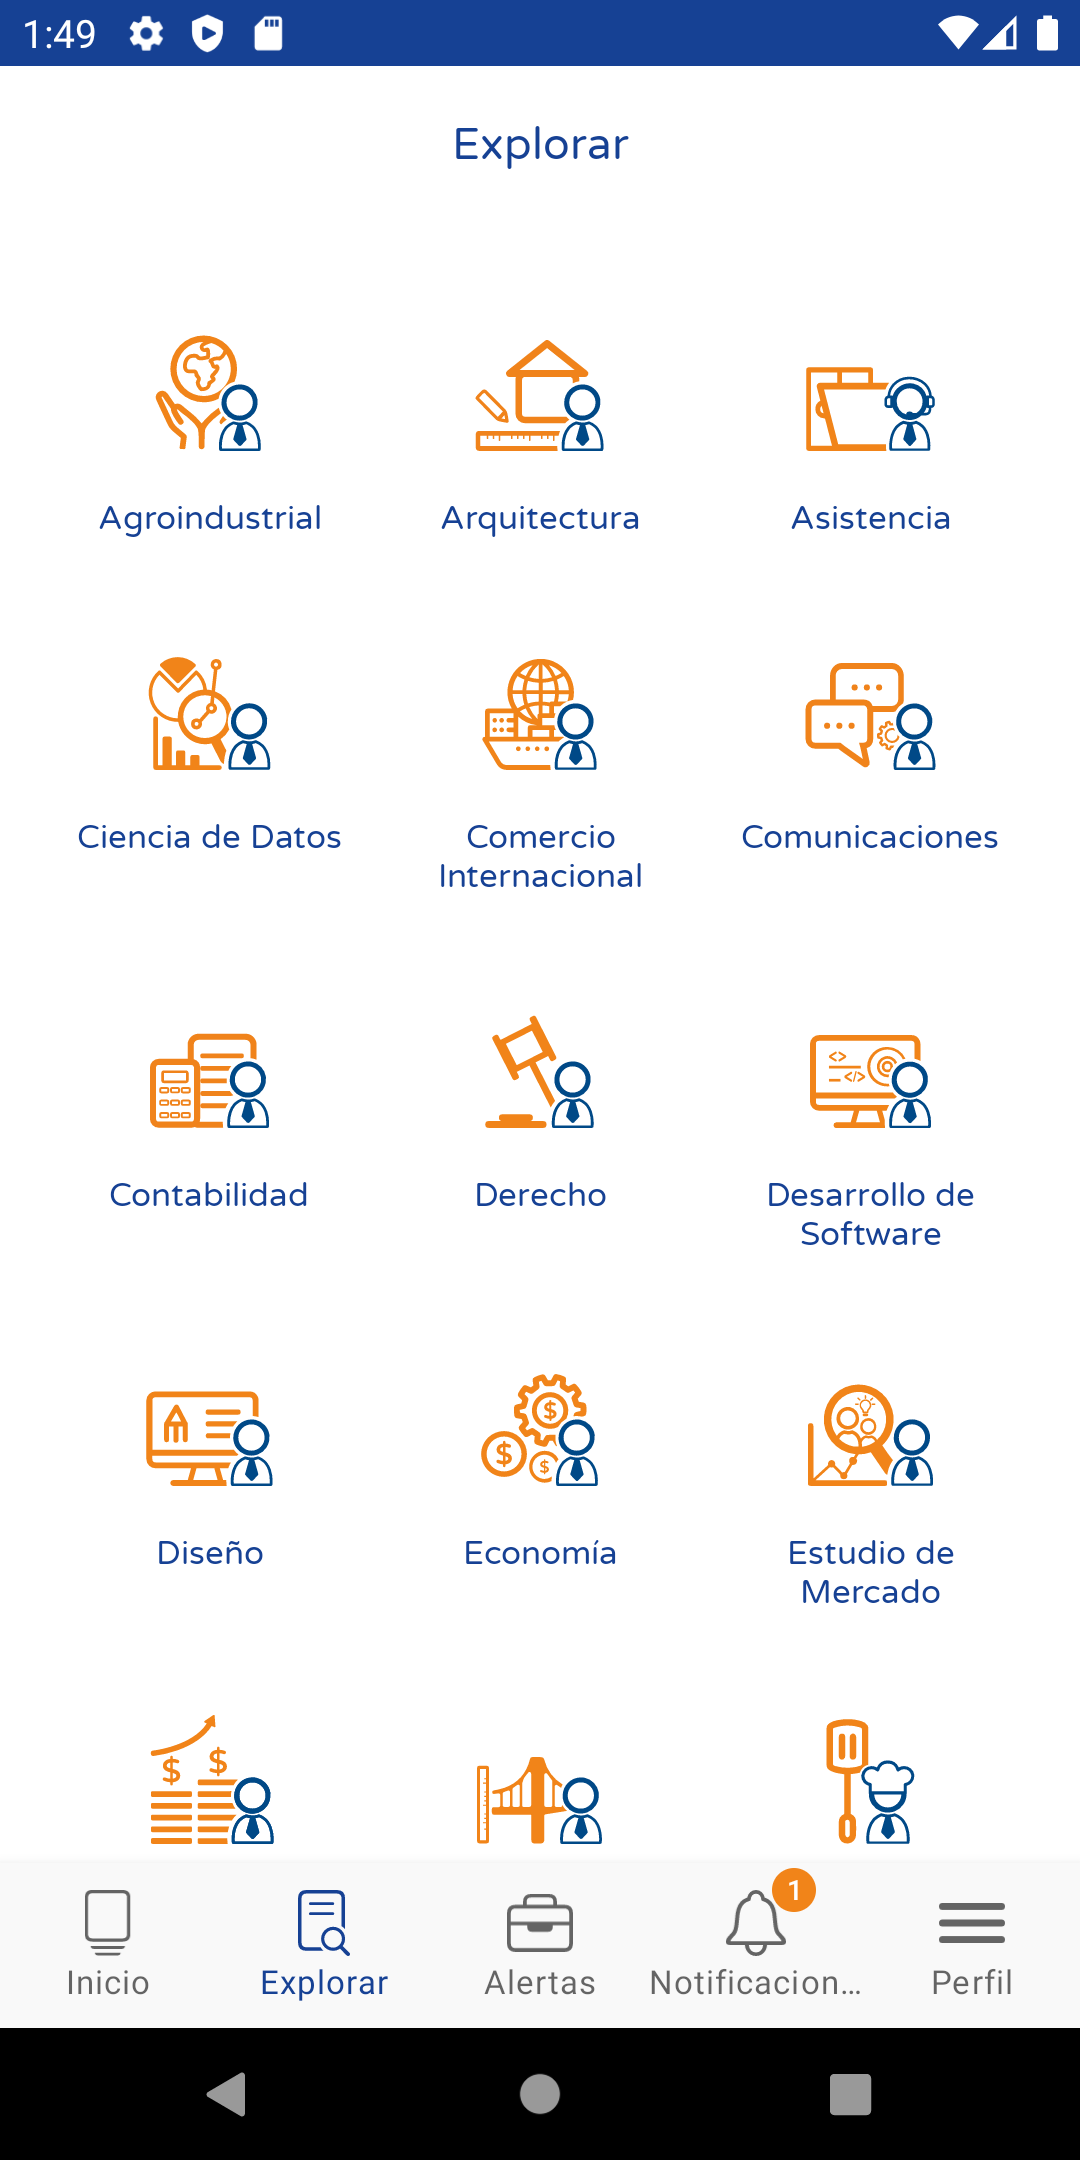 1:49
Explorar
Agroindustrial
Arquitectura
Asistencia
Ciencia de Datos
Comercio
Internacional
Comunicaciones
Contabilidad
Derecho
Desarrollo de
Software
Diseño
Economía
Estudio de
Mercado
1
Inicio
Explorar
Alertas
Notificacion...
Perfil